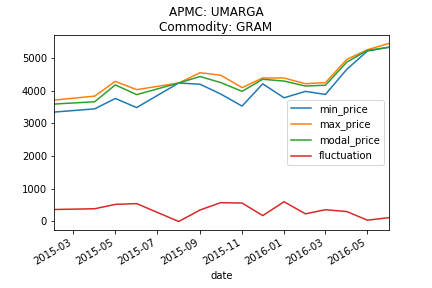 APMC: UMARGA
Commodity: GRAM
5000
4000
3000
2000
1000
0
min_price
max_price
modal_price
fluctuation
2015-03
2015-05
2015-07
2015-09
2015-11
2016-01
2016-03
2016-05
date